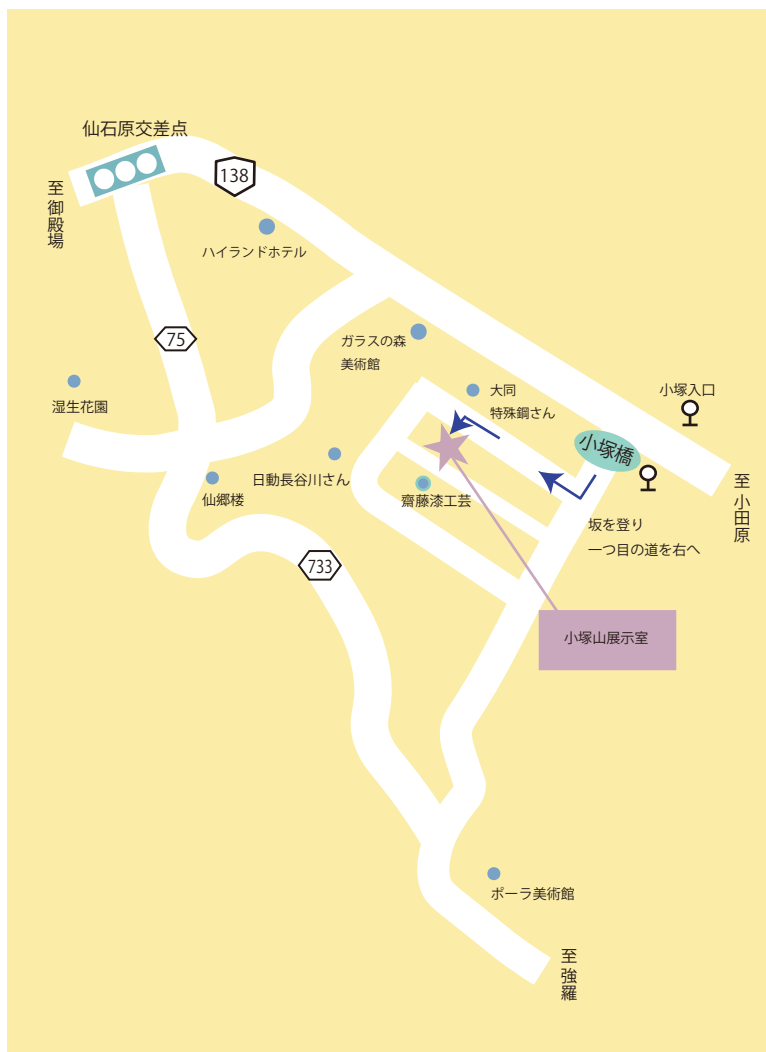 仙石原交差点
138
至御殿場
ハイランドホテル
75
ガラスの森
美術館
湿生花園
大同
特殊鋼さん
小塚入口
小塚橋
日動長谷川さん
仙郷楼
齋藤漆工芸
至小田原
坂を登り
一つ目の道を右へ
733
小塚山展示室
ポーラ美術館
至強羅